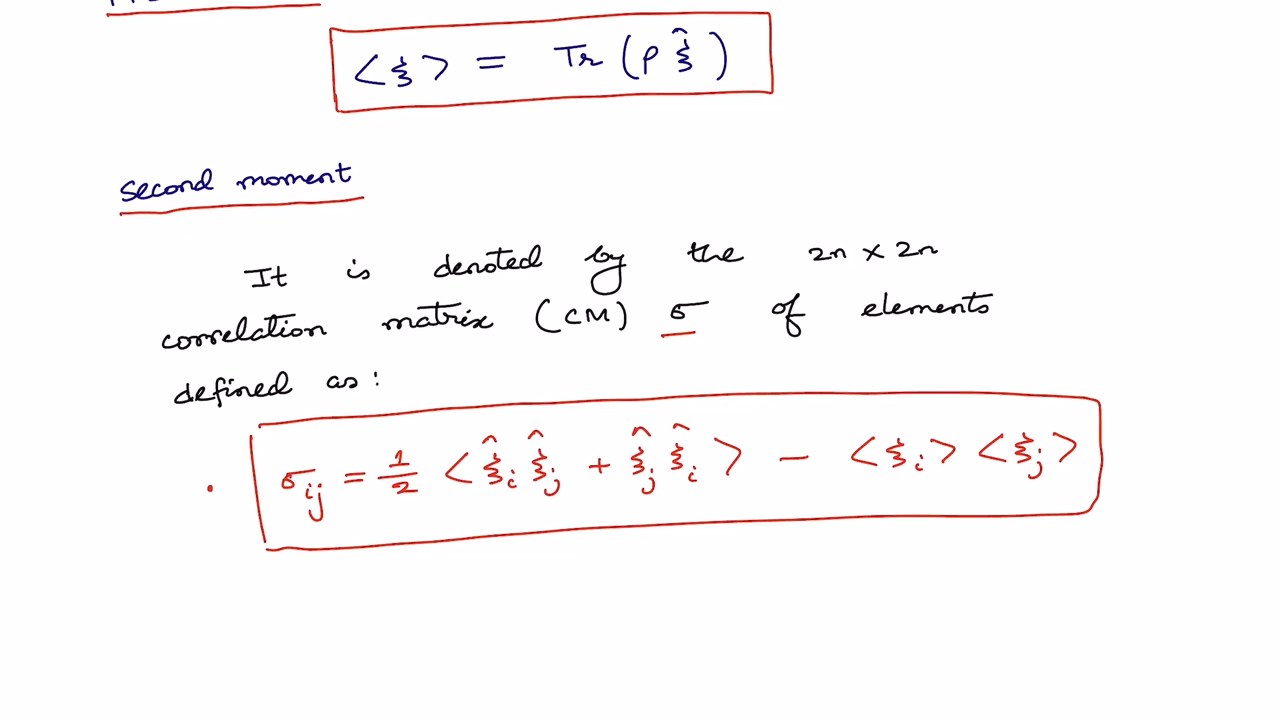 <ξ> = Tr (ρ ξ̂ )
Second moment
It is denoted by the 2n × 2n
correlation matrix (CM) σ of elements
defined as:
σ_ij = 1/2 < ξ̂_i ξ̂_j + ξ̂_j ξ̂_i > - <ξ_i> <ξ_j>